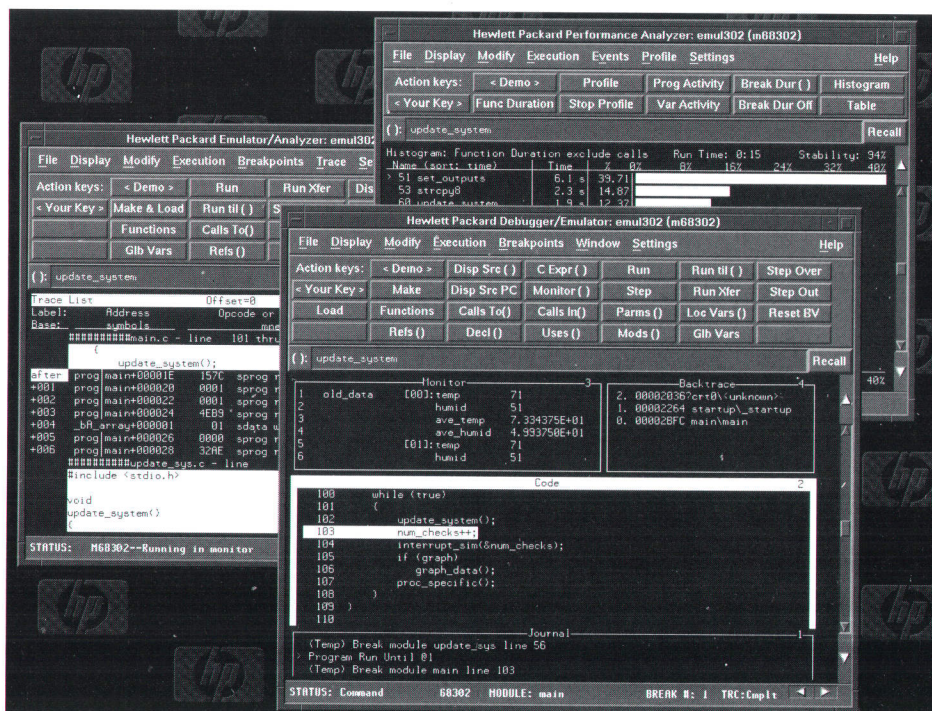 Hewlett Packard Performance Analyzer: emul302 (m68302)
File Display Modify Execution Events Profile Settings Help
Action keys: < Demo > Profile Prog Activity Break Dur () Histogram
< Your Key > Func Duration Stop Profile Var Activity Break Dur Off Table
( ): update_system Recall
Histogram: Function Duration exclude calls Run Time: 0:15 Stability: 94%
Name (sort: time) Time % 0% 8% 16% 24% 32% 40%
51 set_outputs 6.1 s 39.71
53 strcpy8 2.3 s 14.87
60 update_system 1.9 s 12.37
40%
Hewlett Packard Emulator/Analyzer: emul302
File Display Modify Execution Breakpoints Trace Se
Action keys: < Demo > Run Run Xfer Dis
< Your Key > Make & Load Run til () S
Functions Calls To()
Glb Vars Refs ()
( ): update_system
Trace List Offset=0
Label: Address Opcode or
Base: symbols mne
##########main.c - line 101 thru
{
update_system();
after prog|main+00001E 157C sprog r
+001 prog|main+000020 0001 sprog r
+002 prog|main+000022 0001 sprog r
+003 prog|main+000024 4EB9 sprog r
+004 _bA_array+000001 01 sdata w
+005 prog|main+000026 0000 sprog r
+006 prog|main+000028 32AE sprog r
##########update_sys.c - line
#include <stdio.h>
void
update_system()
{
STATUS: M68302--Running in monitor
Hewlett Packard Debugger/Emulator: emul302 (m68302)
File Display Modify Execution Breakpoints Window Settings Help
Action keys: < Demo > Disp Src () C Expr () Run Run til () Step Over
< Your Key > Make Disp Src PC Monitor () Step Run Xfer Step Out
Load Functions Calls To() Calls In() Parms () Loc Vars () Reset BV
Refs () Decl () Uses () Mods () Glb Vars
( ): update_system Recall
Monitor 3
1 old_data [00]:temp 71
2 humid 51
3 ave_temp 7.334375E+01
4 ave_humid 4.993750E+01
5 [01]:temp 71
6 humid 51
Backtrace 4
2. 00002036?crt0\<unknown>
1. 00002264 startup\_startup
0. 00002BFC main\main
Code 2
100 while (true)
101 {
102 update_system();
103 num_checks++;
104 interrupt_sim(&num_checks);
105 if (graph)
106 graph_data();
107 proc_specific();
108 }
109 }
110
Journal 1
(Temp) Break module update_sys line 56
> Program Run Until @1
(Temp) Break module main line 103
STATUS: Command 68302 MODULE: main BREAK #: 1 TRC:Cmplt
hp